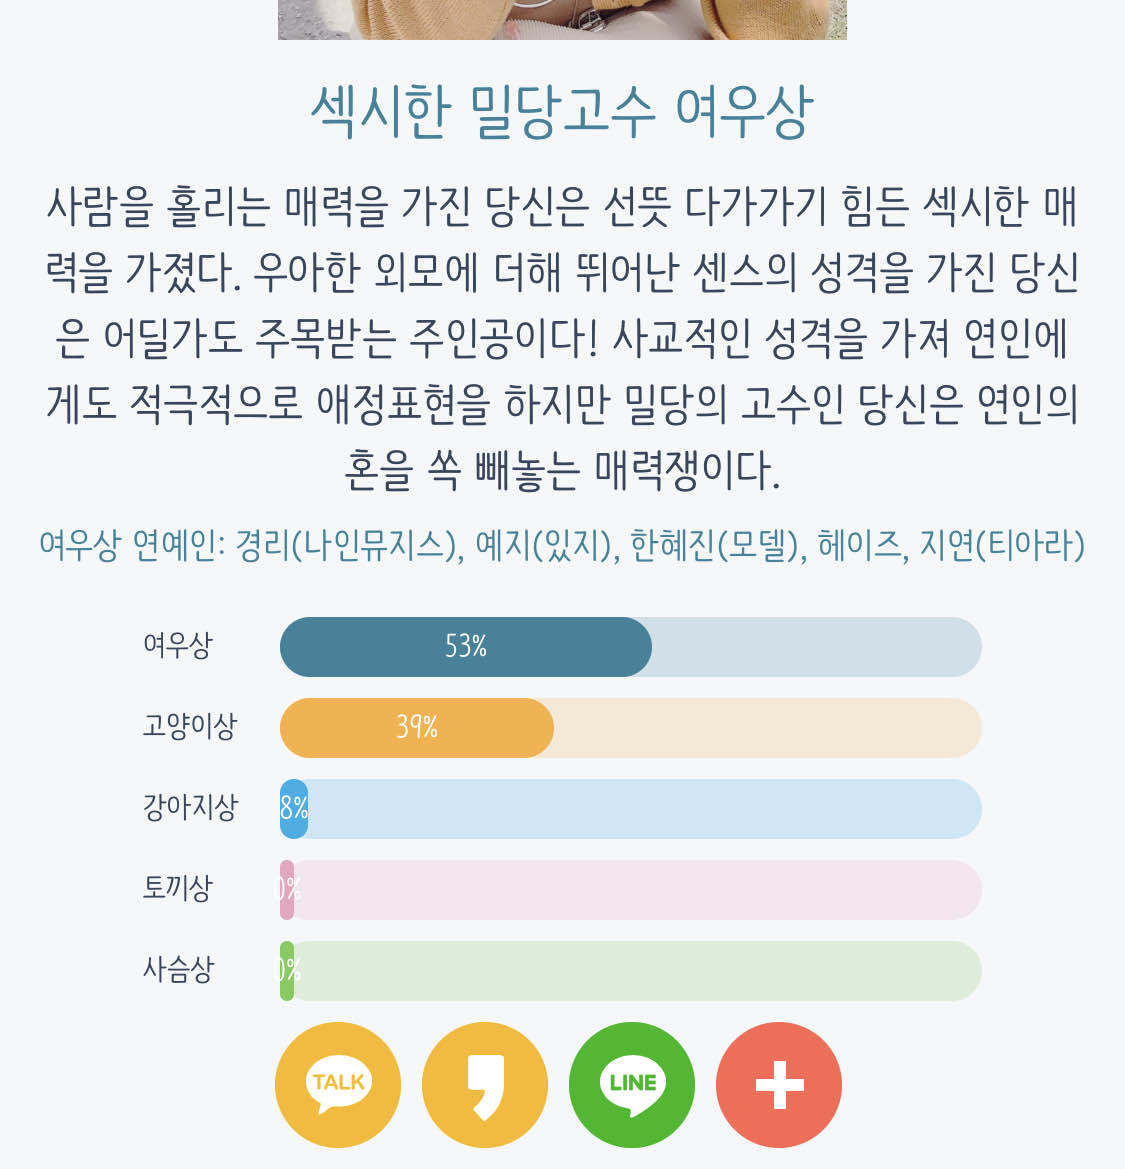 섹시한 밀당고수 여우상
사람을 홀리는 매력을 가진 당신은 선뜻 다가가기 힘든 섹시한 매
력을 가졌다. 우아한 외모에 더해 뛰어난 센스의 성격을 가진 당신
은 어딜가도 주목받는 주인공이다! 사교적인 성격을 가져 연인에
게도 적극적으로 애정표현을 하지만 밀당의 고수인 당신은 연인의
혼을 쏙 빼놓는 매력쟁이다.
여우상 연예인: 경리(나인뮤지스), 예지(있지), 한혜진(모델), 헤이즈, 지연(티아라)
여우상 53%
고양이상 39%
강아지상 8%
토끼상 0%
사슴상 0%
TALK LINE